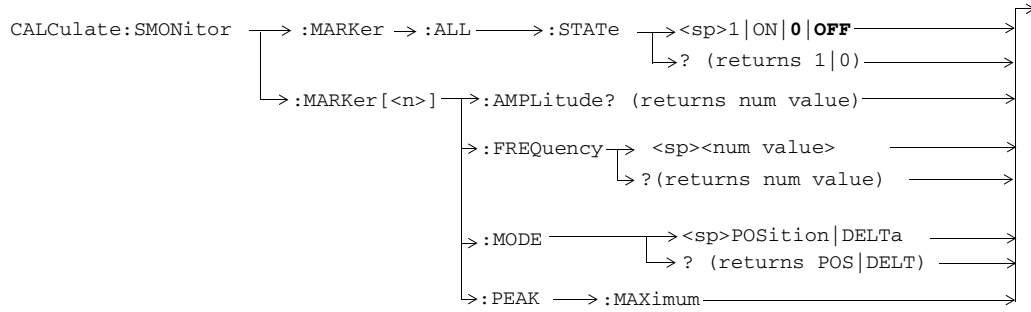 CALCulate:SMONitor :MARKer :ALL :STATe <sp>1|ON|0|OFF
? (returns 1|0)
:MARKer[<n>] :AMPLitude? (returns num value)
:FREQuency <sp><num value>
?(returns num value)
:MODE <sp>POSition|DELTa
? (returns POS|DELT)
:PEAK :MAXimum